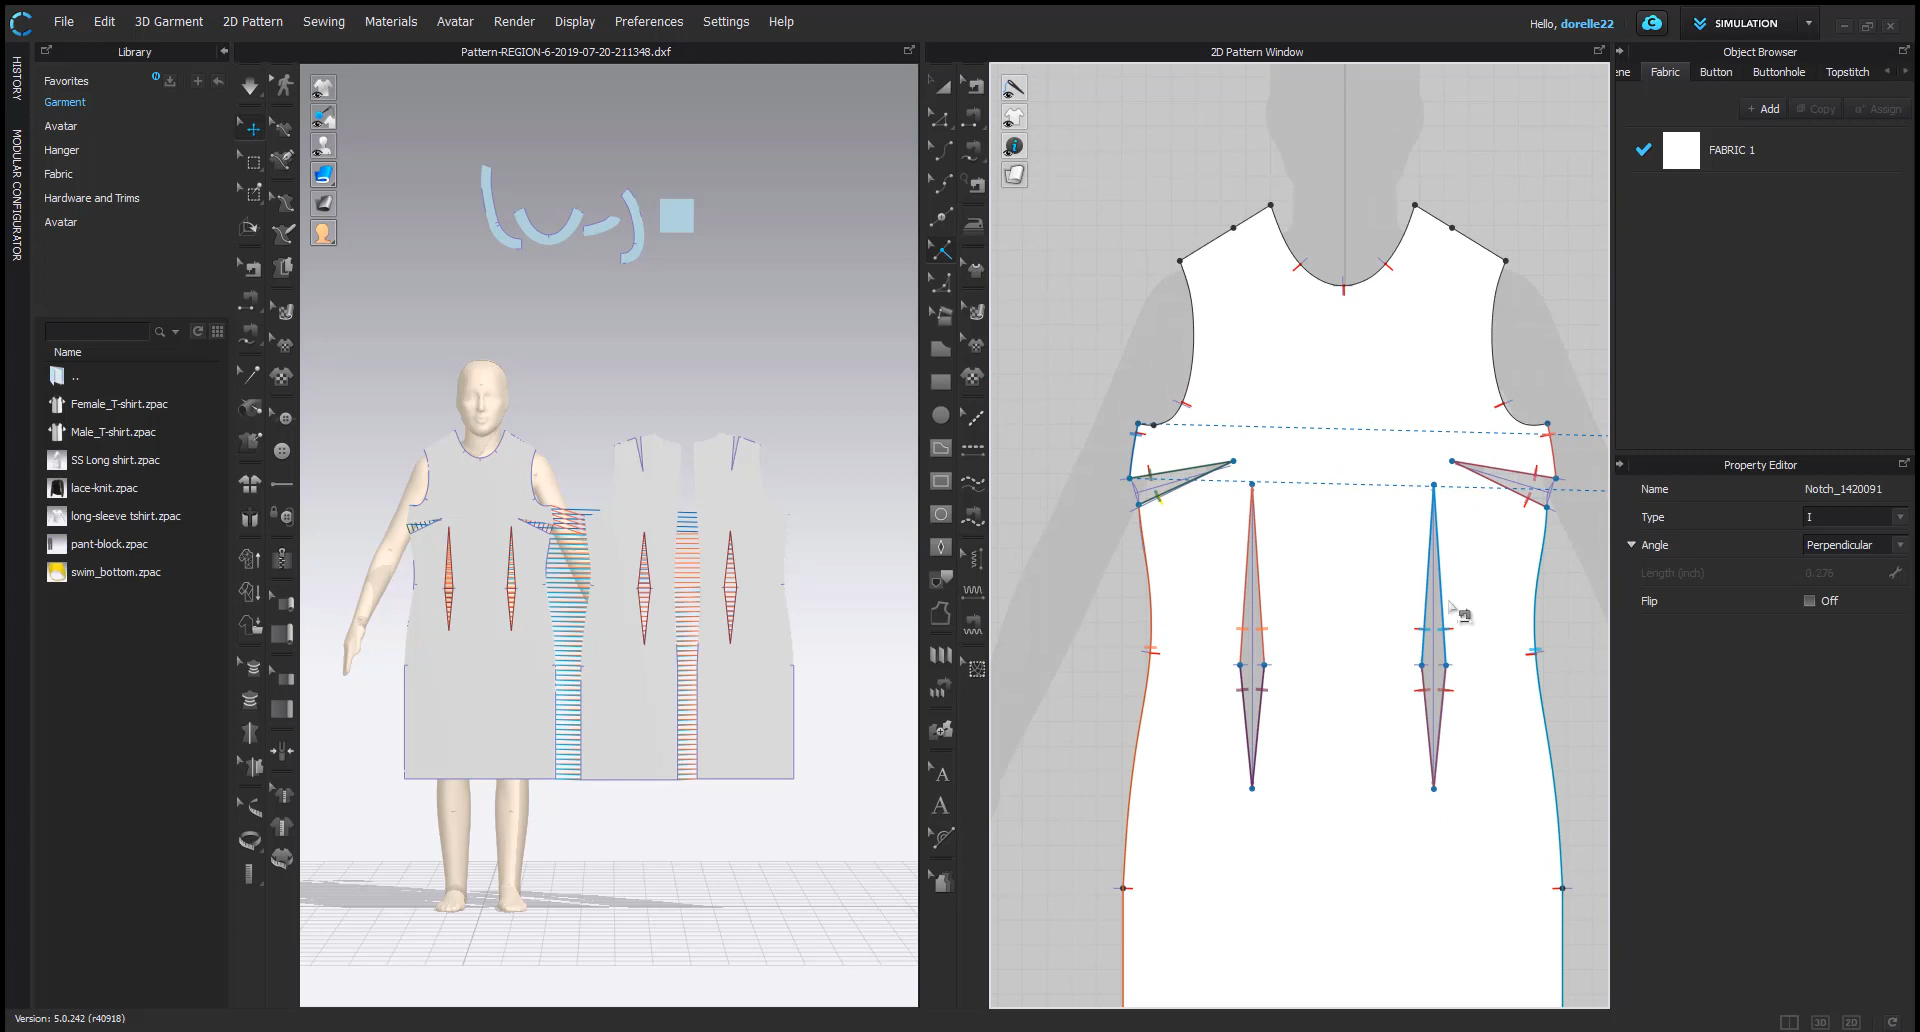 File Edit 3D Garment 2D Pattern Sewing Materials Avatar Render Display Preferences Settings Help
Hello, dorelle22
SIMULATION
HISTORY
MODULAR CONFIGURATOR
Library
Favorites
Garment
Avatar
Hanger
Fabric
Hardware and Trims
Avatar
Name
..
Female_T-shirt.zpac
Male_T-shirt.zpac
SS Long shirt.zpac
lace-knit.zpac
long-sleeve tshirt.zpac
pant-block.zpac
swim_bottom.zpac
Pattern-REGION-6-2019-07-20-211348.dxf
2D Pattern Window
Object Browser
ene Fabric Button Buttonhole Topstitch
+ Add Copy Assign
FABRIC 1
Property Editor
Name Notch_1420091
Type I
Angle Perpendicular
Length (inch) 0.276
Flip Off
Version: 5.0.242 (r40918)
3D 2D